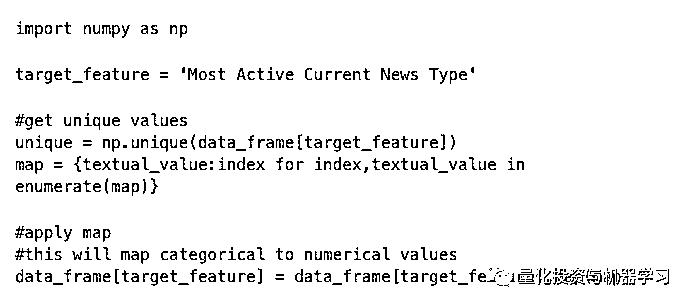 import numpy as np
target_feature = 'Most Active Current News Type'
#get unique values
unique = np.unique(data_frame[target_feature])
map = {textual_value:index for index,textual_value in
enumerate(map)}
#apply map
#this will map categorical to numerical values
data_frame[target_feature] = data_frame[target_fe
量化投资与机器学习